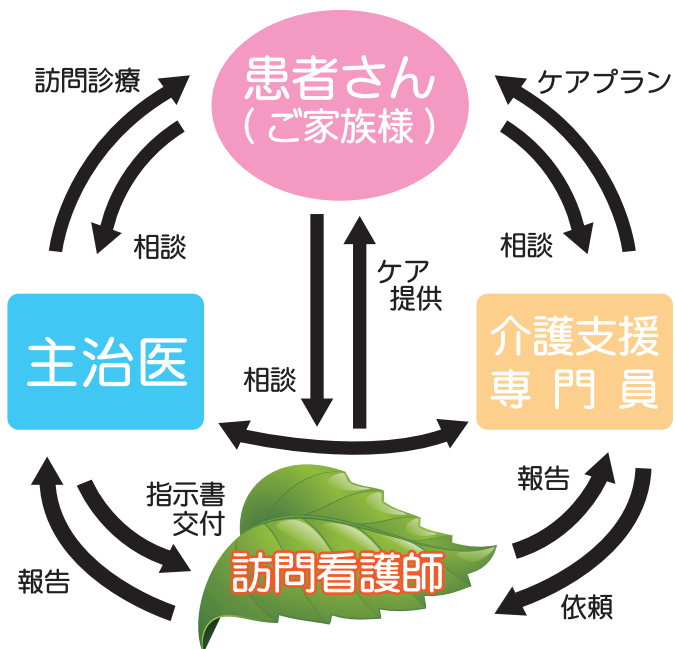 患者さん
（ご家族様）
訪問診療
ケアプラン
相談
相談
ケア
提供
相談
主治医
介護支援
専門員
指示書
交付
報告
報告
依頼
訪問看護師